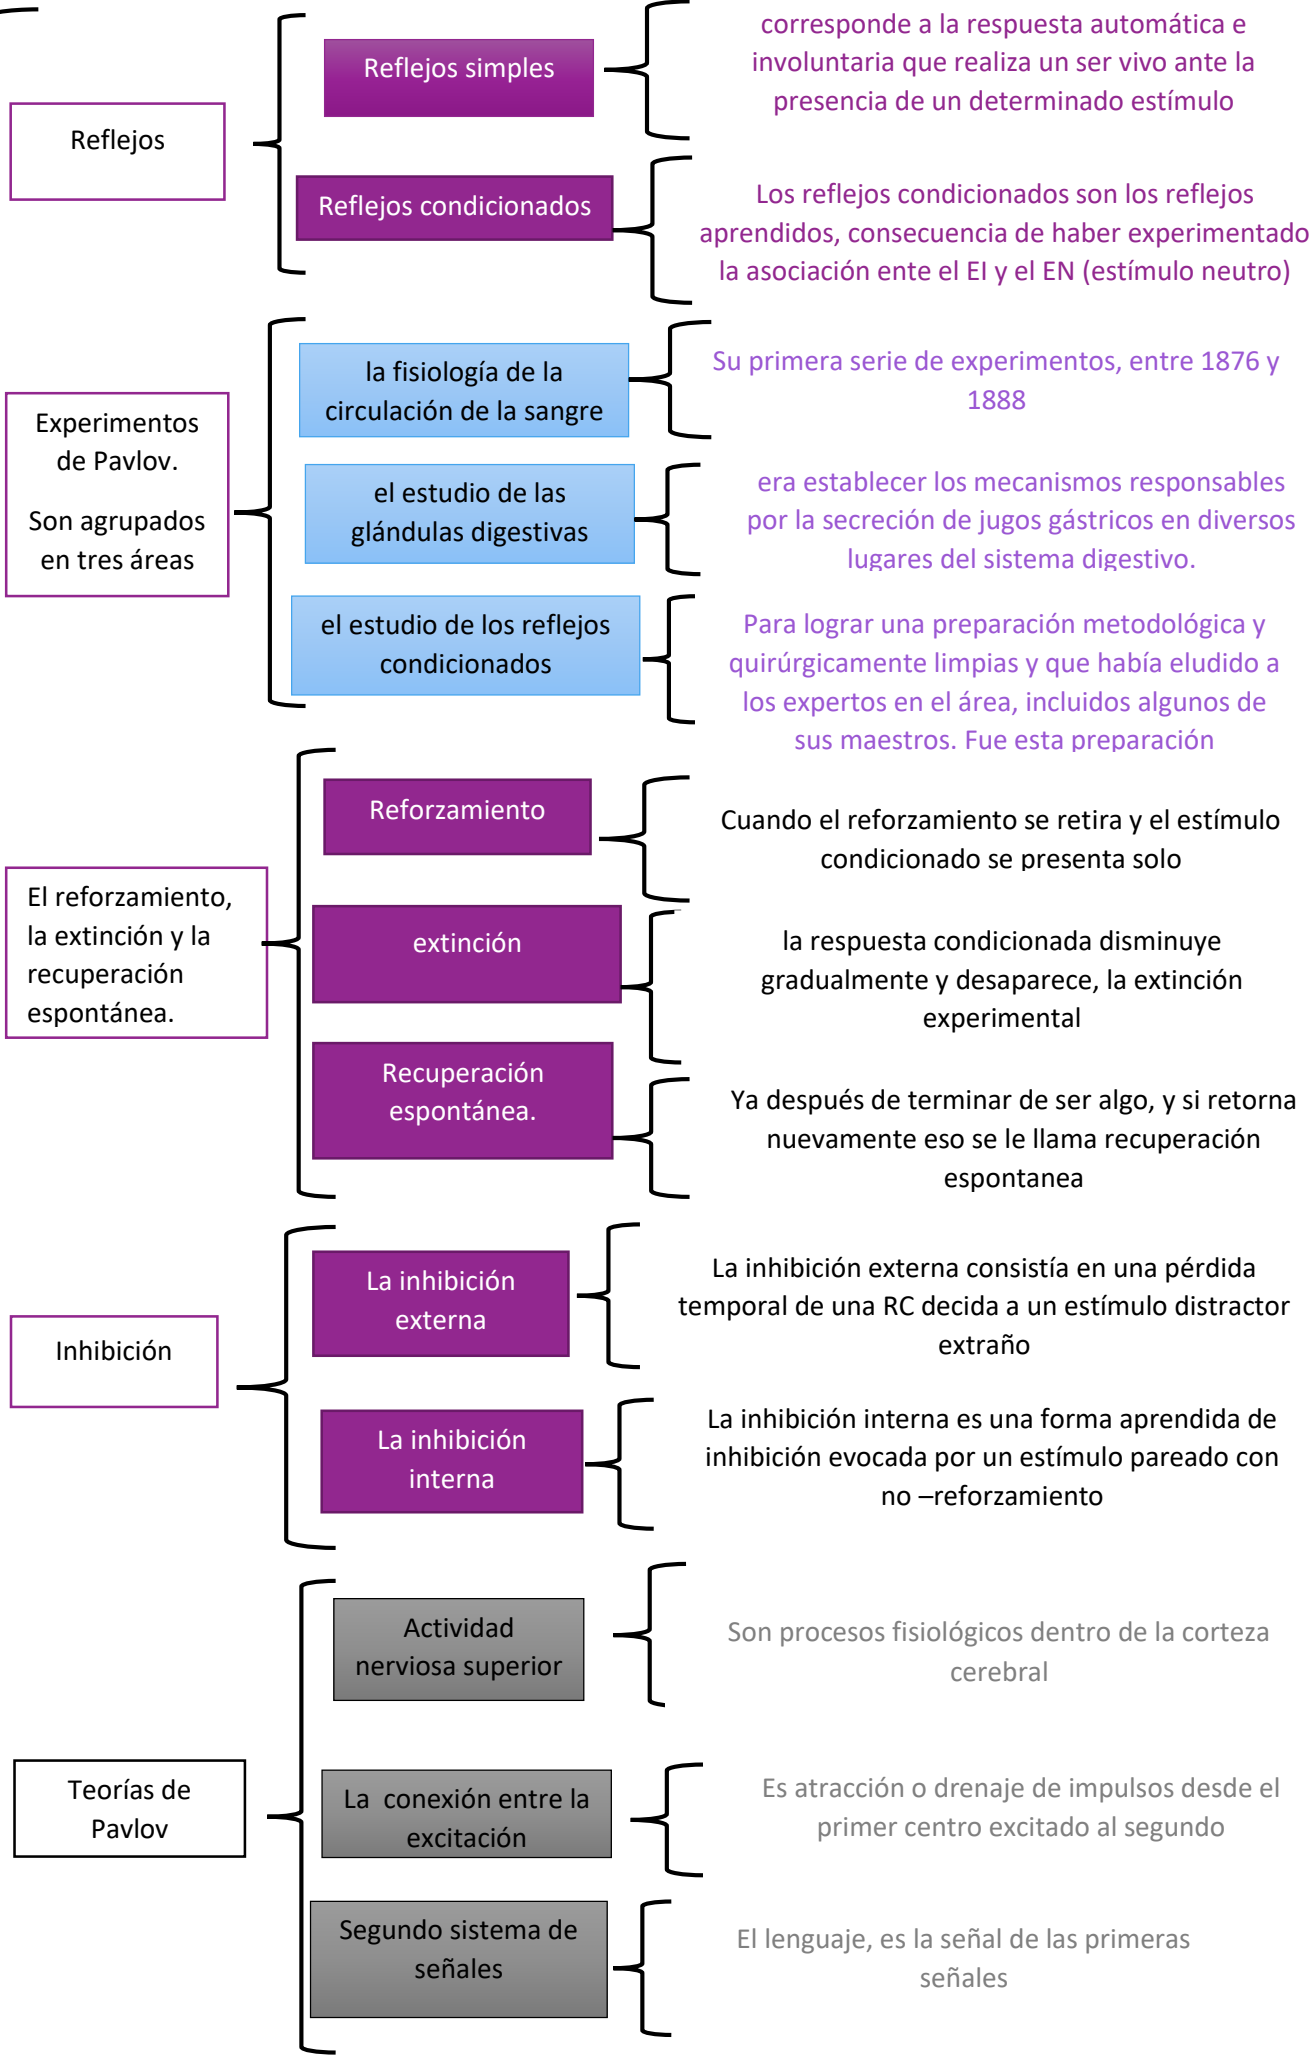 Reflejos
Reflejos simples
corresponde a la respuesta automática e
involuntaria que realiza un ser vivo ante la
presencia de un determinado estímulo
Reflejos condicionados
Los reflejos condicionados son los reflejos
aprendidos, consecuencia de haber experimentado
la asociación ente el EI y el EN (estímulo neutro)
Experimentos
de Pavlov.
Son agrupados
en tres áreas
la fisiología de la
circulación de la sangre
Su primera serie de experimentos, entre 1876 y
1888
el estudio de las
glándulas digestivas
era establecer los mecanismos responsables
por la secreción de jugos gástricos en diversos
lugares del sistema digestivo.
el estudio de los reflejos
condicionados
Para lograr una preparación metodológica y
quirúrgicamente limpias y que había eludido a
los expertos en el área, incluidos algunos de
sus maestros. Fue esta preparación
El reforzamiento,
la extinción y la
recuperación
espontánea.
Reforzamiento
Cuando el reforzamiento se retira y el estímulo
condicionado se presenta solo
extinción
la respuesta condicionada disminuye
gradualmente y desaparece, la extinción
experimental
Recuperación
espontánea.
Ya después de terminar de ser algo, y si retorna
nuevamente eso se le llama recuperación
espontanea
Inhibición
La inhibición
externa
La inhibición externa consistía en una pérdida
temporal de una RC decida a un estímulo distractor
extraño
La inhibición
interna
La inhibición interna es una forma aprendida de
inhibición evocada por un estímulo pareado con
no –reforzamiento
Teorías de
Pavlov
Actividad
nerviosa superior
Son procesos fisiológicos dentro de la corteza
cerebral
La conexión entre la
excitación
Es atracción o drenaje de impulsos desde el
primer centro excitado al segundo
Segundo sistema de
señales
El lenguaje, es la señal de las primeras
señales